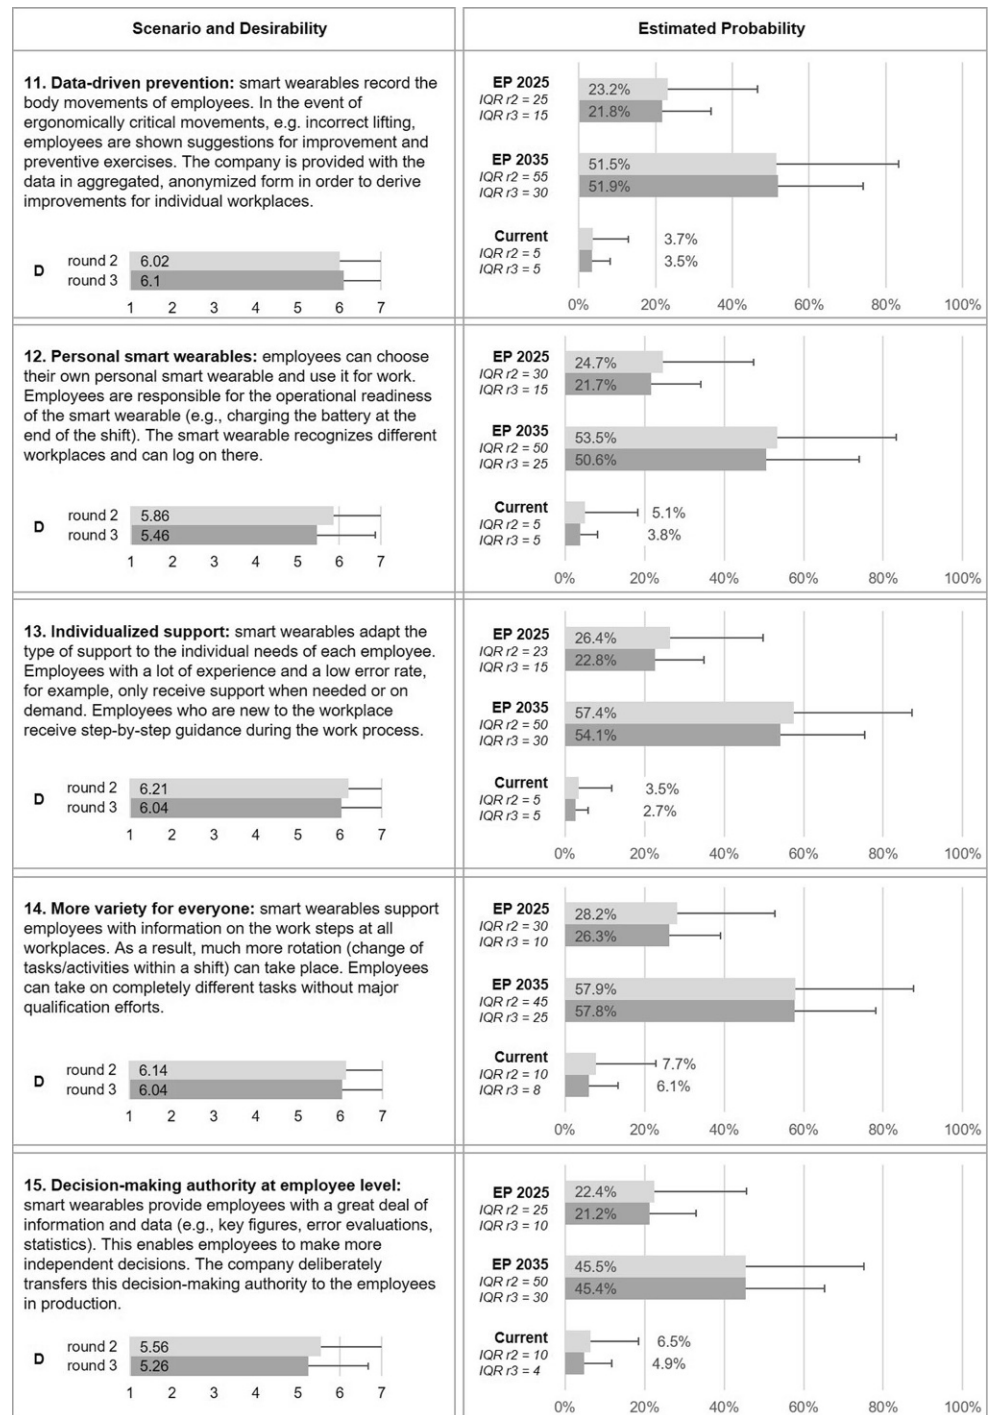 Scenario and Desirability
Estimated Probability
11. Data-driven prevention: smart wearables record the
body movements of employees. In the event of
ergonomically critical movements, e.g. incorrect lifting,
employees are shown suggestions for improvement and
preventive exercises. The company is provided with the
data in aggregated, anonymized form in order to derive
improvements for individual workplaces.
D
round 2 6.02
round 3 6.1
1 2 3 4 5 6 7
EP 2025
IQR r2 = 25
IQR r3 = 15
23.2%
21.8%
EP 2035
IQR r2 = 55
IQR r3 = 30
51.5%
51.9%
Current
IQR r2 = 5
IQR r3 = 5
3.7%
3.5%
0% 20% 40% 60% 80% 100%
12. Personal smart wearables: employees can choose
their own personal smart wearable and use it for work.
Employees are responsible for the operational readiness
of the smart wearable (e.g., charging the battery at the
end of the shift). The smart wearable recognizes different
workplaces and can log on there.
D
round 2 5.86
round 3 5.46
1 2 3 4 5 6 7
EP 2025
IQR r2 = 30
IQR r3 = 15
24.7%
21.7%
EP 2035
IQR r2 = 50
IQR r3 = 25
53.5%
50.6%
Current
IQR r2 = 5
IQR r3 = 5
5.1%
3.8%
0% 20% 40% 60% 80% 100%
13. Individualized support: smart wearables adapt the
type of support to the individual needs of each employee.
Employees with a lot of experience and a low error rate,
for example, only receive support when needed or on
demand. Employees who are new to the workplace
receive step-by-step guidance during the work process.
D
round 2 6.21
round 3 6.04
1 2 3 4 5 6 7
EP 2025
IQR r2 = 23
IQR r3 = 15
26.4%
22.8%
EP 2035
IQR r2 = 50
IQR r3 = 30
57.4%
54.1%
Current
IQR r2 = 5
IQR r3 = 5
3.5%
2.7%
0% 20% 40% 60% 80% 100%
14. More variety for everyone: smart wearables support
employees with information on the work steps at all
workplaces. As a result, much more rotation (change of
tasks/activities within a shift) can take place. Employees
can take on completely different tasks without major
qualification efforts.
D
round 2 6.14
round 3 6.04
1 2 3 4 5 6 7
EP 2025
IQR r2 = 30
IQR r3 = 10
28.2%
26.3%
EP 2035
IQR r2 = 45
IQR r3 = 25
57.9%
57.8%
Current
IQR r2 = 10
IQR r3 = 8
7.7%
6.1%
0% 20% 40% 60% 80% 100%
15. Decision-making authority at employee level:
smart wearables provide employees with a great deal of
information and data (e.g., key figures, error evaluations,
statistics). This enables employees to make more
independent decisions. The company deliberately
transfers this decision-making authority to the employees
in production.
D
round 2 5.56
round 3 5.26
1 2 3 4 5 6 7
EP 2025
IQR r2 = 25
IQR r3 = 10
22.4%
21.2%
EP 2035
IQR r2 = 50
IQR r3 = 30
45.5%
45.4%
Current
IQR r2 = 10
IQR r3 = 4
6.5%
4.9%
0% 20% 40% 60% 80% 100%